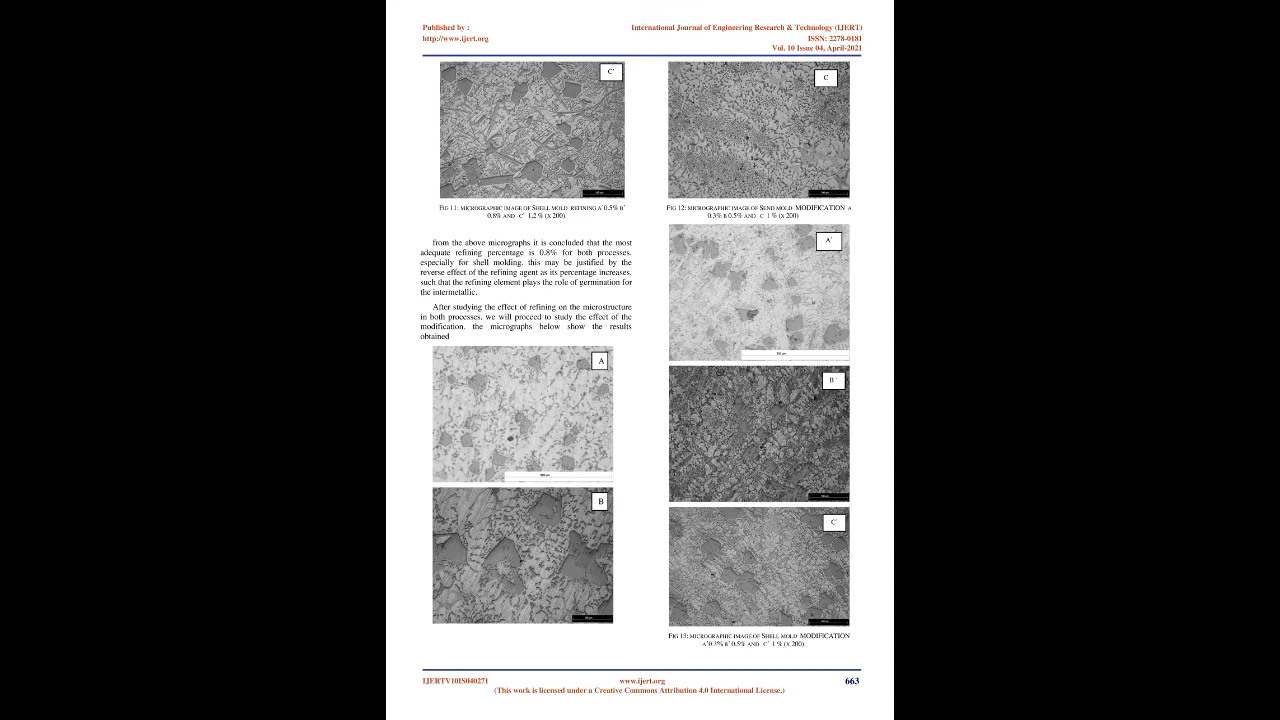 Published by :
http://www.ijert.org
International Journal of Engineering Research & Technology (IJERT)
ISSN: 2278-0181
Vol. 10 Issue 04, April-2021
C'
FIG 11: MICROGRAPHIC IMAGE OF SHELL MOLD REFINING A'0.5% B'
0.8% AND C' 1.2 % (X 200)
from the above micrographs it is concluded that the most
adequate refining percentage is 0.8% for both processes.
especially for shell molding. this may be justified by the
reverse effect of the refining agent as its percentage increases.
such that the refining element plays the role of germination for
the intermetallic.
After studying the effect of refining on the microstructure
in both processes. we will proceed to study the effect of the
modification. the micrographs below show the results
obtained
A
B
C
FIG 12: MICROGRAPHIC IMAGE OF SEND MOLD MODIFICATION A
0.3% B 0.5% AND C 1 % (X 200)
A'
B '
C'
FIG 13: MICROGRAPHIC IMAGE OF SHELL MOLD MODIFICATION
A'0.3% B' 0.5% AND C' 1 % (X 200)
IJERTV10IS040271
www.ijert.org
663
(This work is licensed under a Creative Commons Attribution 4.0 International License.)